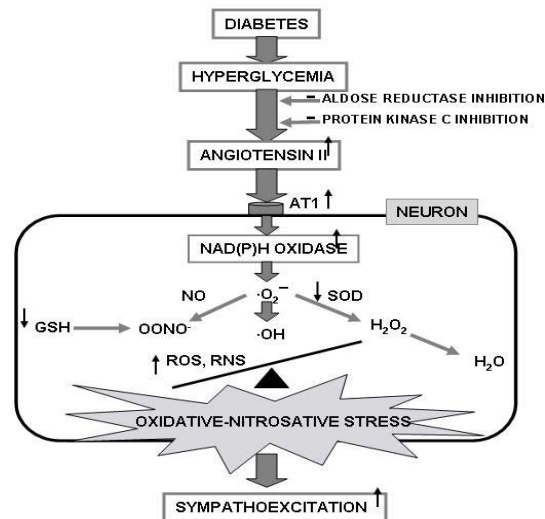 DIABETES
HYPERGLYCEMIA
– ALDOSE REDUCTASE INHIBITION
– PROTEIN KINASE C INHIBITION
ANGIOTENSIN II ↑
AT1 ↑
NEURON
NAD(P)H OXIDASE ↑
NO ·O₂⁻ ↓ SOD
↓ GSH OONO⁻ ·OH H₂O₂
↑ ROS, RNS H₂O
OXIDATIVE-NITROSATIVE STRESS
SYMPATHOEXCITATION ↑